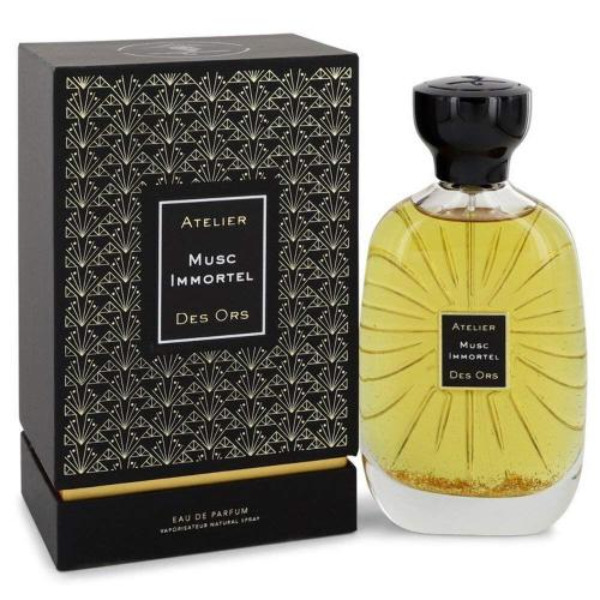 ATELIER
MUSC
IMMORTEL
DES ORS
EAU DE PARFUM
VAPORISATEUR NATURAL SPRAY
ATELIER
MUSC
IMMORTEL
DES ORS